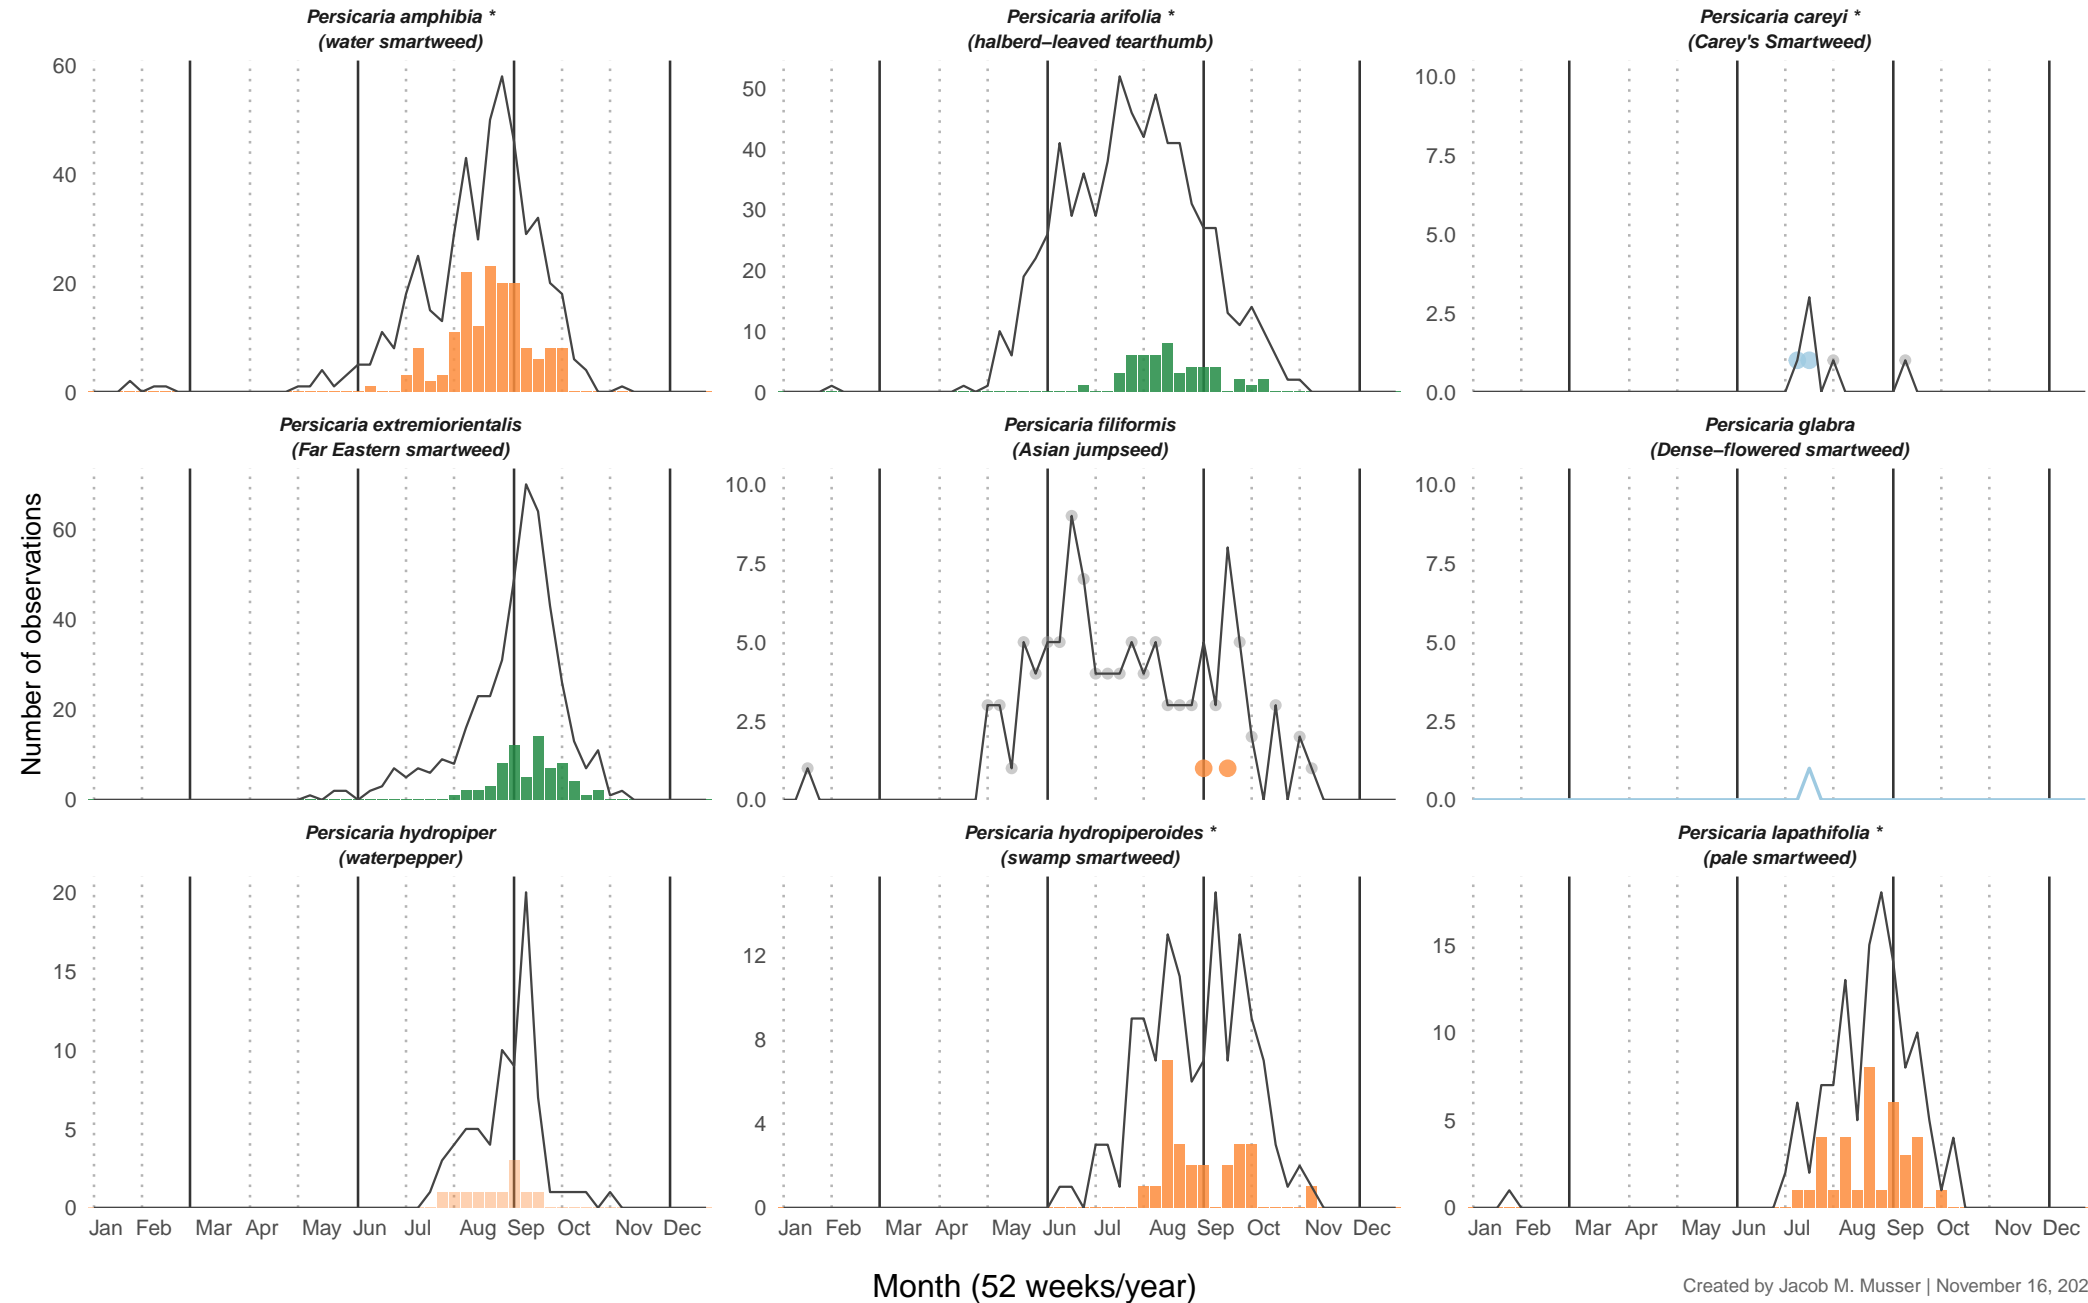 Persicaria amphibia *
(water smartweed)
Persicaria arifolia *
(halberd–leaved tearthumb)
Persicaria careyi *
(Carey's Smartweed)
60
40
20
0
50
40
30
20
10
0
10.0
7.5
5.0
2.5
0.0
Persicaria extremiorientalis
(Far Eastern smartweed)
Persicaria filiformis
(Asian jumpseed)
Persicaria glabra
(Dense–flowered smartweed)
Number of observations
60
40
20
0
10.0
7.5
5.0
2.5
0.0
10.0
7.5
5.0
2.5
0.0
Persicaria hydropiper
(waterpepper)
Persicaria hydropiperoides *
(swamp smartweed)
Persicaria lapathifolia *
(pale smartweed)
20
15
10
5
0
12
8
4
0
15
10
5
0
Jan Feb Mar Apr May Jun Jul Aug Sep Oct Nov Dec
Jan Feb Mar Apr May Jun Jul Aug Sep Oct Nov Dec
Jan Feb Mar Apr May Jun Jul Aug Sep Oct Nov Dec
Month (52 weeks/year)
Created by Jacob M. Musser | November 16, 202